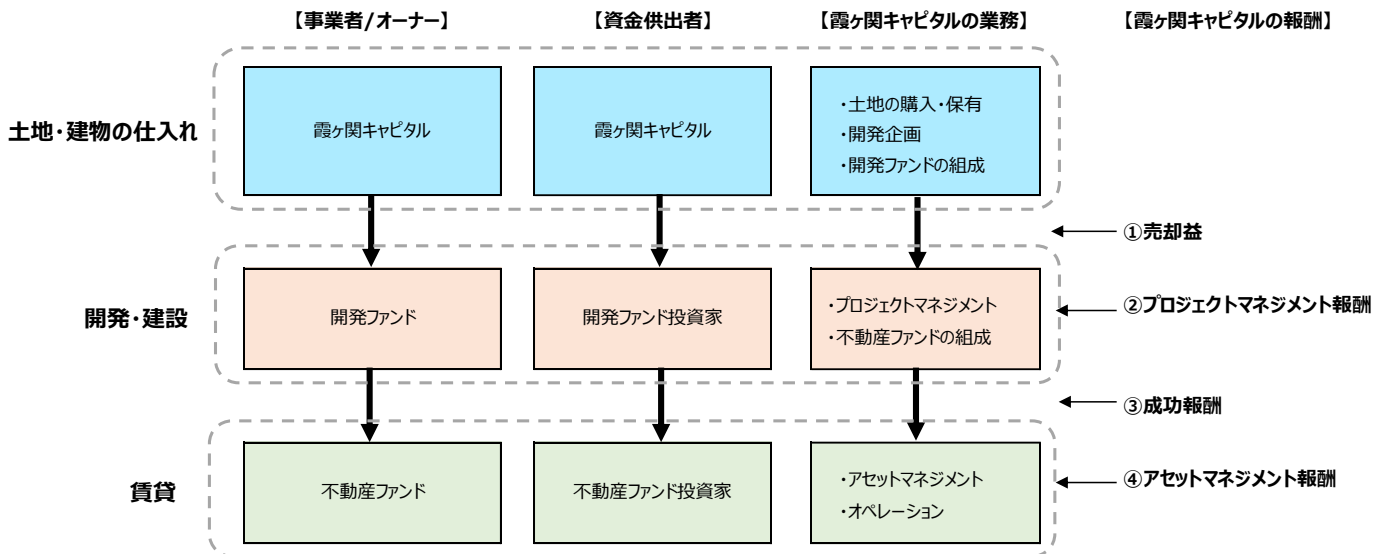 【事業者/オーナー】
【資金供出者】
【霞ヶ関キャピタルの業務】
【霞ヶ関キャピタルの報酬】
土地・建物の仕入れ
霞ヶ関キャピタル
霞ヶ関キャピタル
・土地の購入・保有
・開発企画
・開発ファンドの組成
①売却益
開発・建設
開発ファンド
開発ファンド投資家
・プロジェクトマネジメント
・不動産ファンドの組成
②プロジェクトマネジメント報酬
③成功報酬
賃貸
不動産ファンド
不動産ファンド投資家
・アセットマネジメント
・オペレーション
④アセットマネジメント報酬